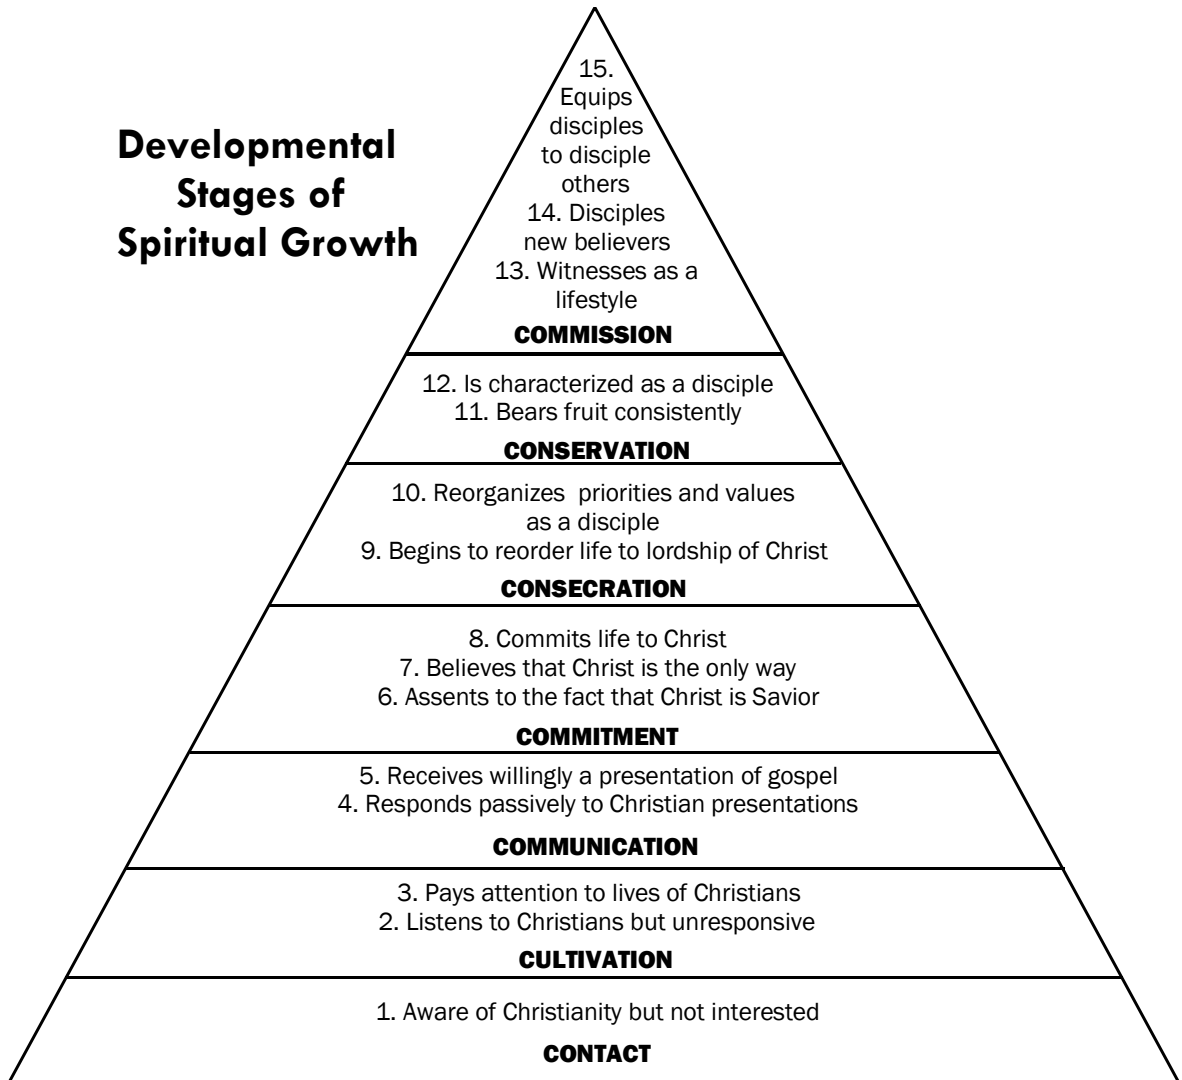 Developmental
Stages of
Spiritual Growth
15.
Equips
disciples
to disciple
others
14. Disciples
new believers
13. Witnesses as a
lifestyle
COMMISSION
12. Is characterized as a disciple
11. Bears fruit consistently
CONSERVATION
10. Reorganizes  priorities and values
as a disciple
9. Begins to reorder life to lordship of Christ
CONSECRATION
8. Commits life to Christ
7. Believes that Christ is the only way
6. Assents to the fact that Christ is Savior
COMMITMENT
5. Receives willingly a presentation of gospel
4. Responds passively to Christian presentations
COMMUNICATION
3. Pays attention to lives of Christians
2. Listens to Christians but unresponsive
CULTIVATION
1. Aware of Christianity but not interested
CONTACT